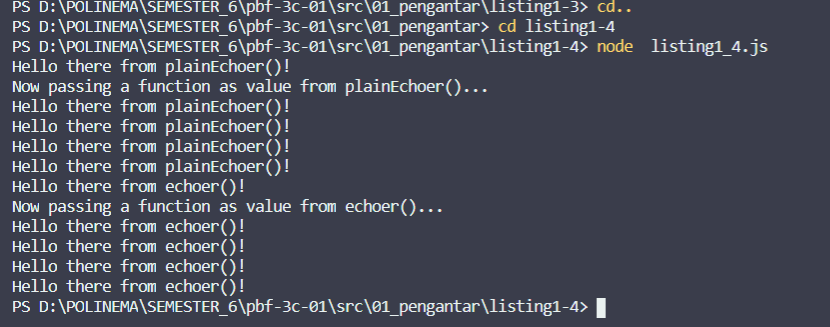 PS D:\POLINEMA\SEMESTER_6\pbf-3c-01\src\01_pengantar\listing1-3> cd..
PS D:\POLINEMA\SEMESTER_6\pbf-3c-01\src\01_pengantar> cd listing1-4
PS D:\POLINEMA\SEMESTER_6\pbf-3c-01\src\01_pengantar\listing1-4> node  listing1_4.js
Hello there from plainEchoer()!
Now passing a function as value from plainEchoer()...
Hello there from plainEchoer()!
Hello there from plainEchoer()!
Hello there from plainEchoer()!
Hello there from plainEchoer()!
Hello there from echoer()!
Now passing a function as value from echoer()...
Hello there from echoer()!
Hello there from echoer()!
Hello there from echoer()!
Hello there from echoer()!
PS D:\POLINEMA\SEMESTER_6\pbf-3c-01\src\01_pengantar\listing1-4>